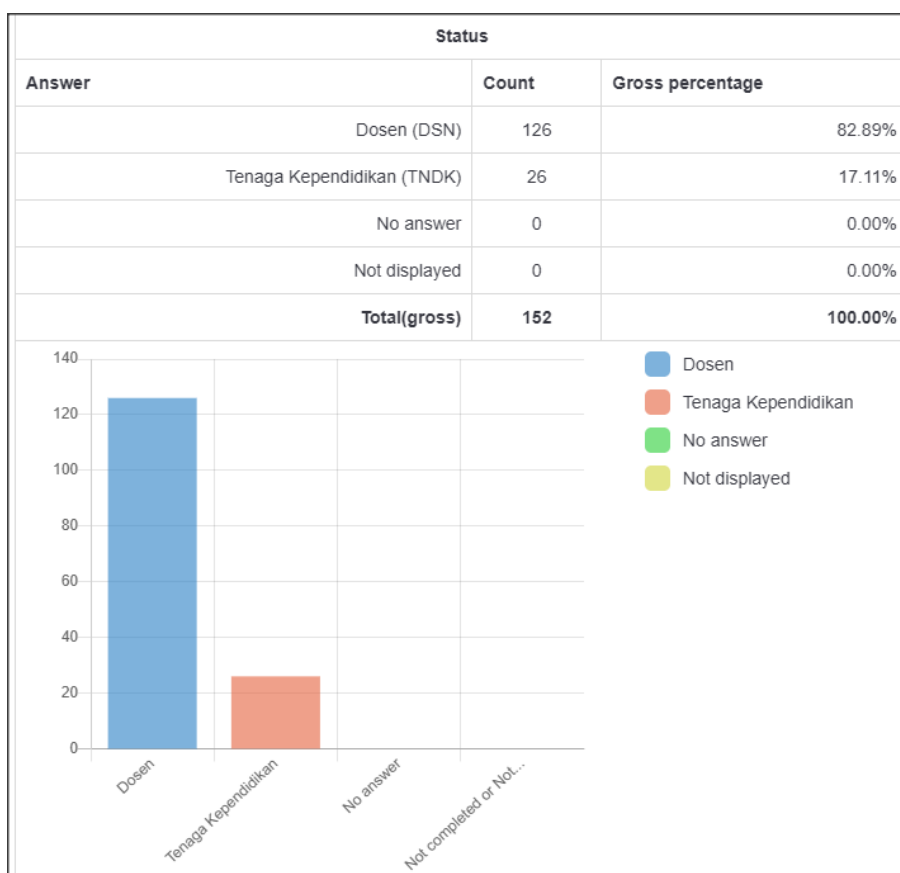 Status
Answer Count Gross percentage
Dosen (DSN) 126 82.89%
Tenaga Kependidikan (TNDK) 26 17.11%
No answer 0 0.00%
Not displayed 0 0.00%
Total(gross) 152 100.00%
140
120
100
80
60
40
20
0
Dosen
Tenaga Kependidikan
No answer
Not completed or Not...
Dosen
Tenaga Kependidikan
No answer
Not displayed